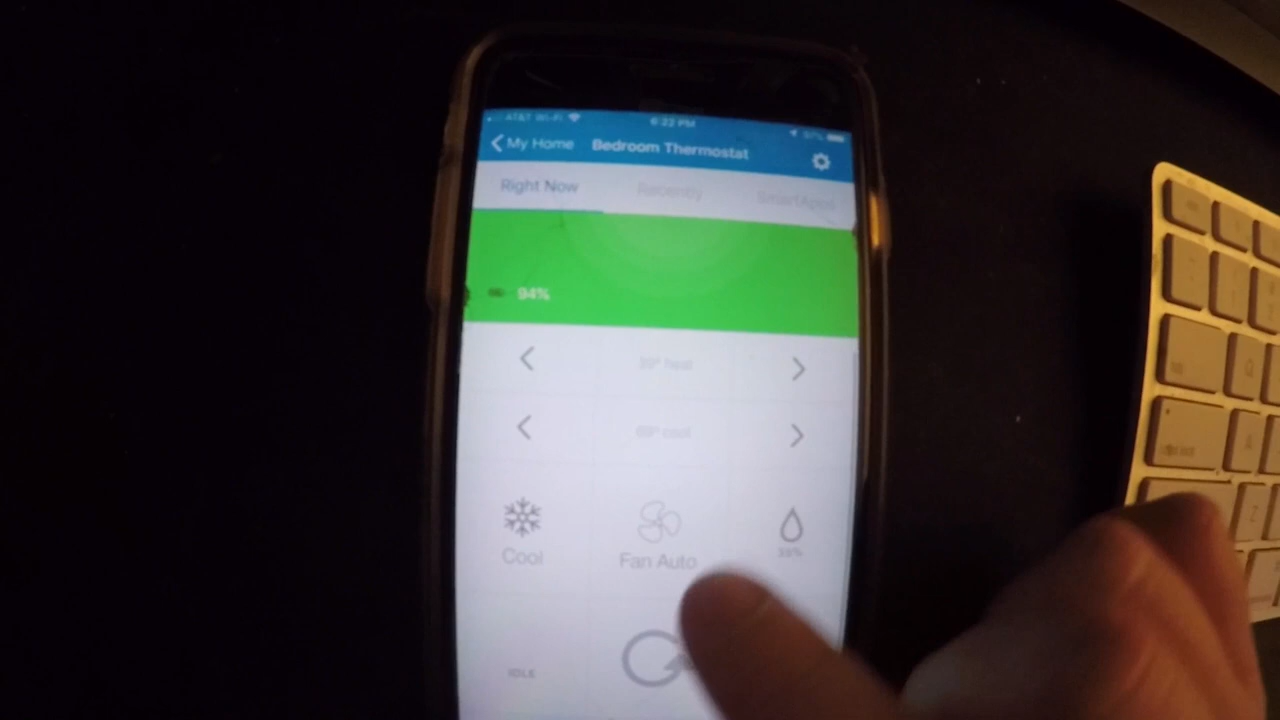 AT&T Wi-Fi 6:22 PM
My Home Bedroom Thermostat
Right Now Recently SmartApps
94%
Cool Fan Auto
IDLE